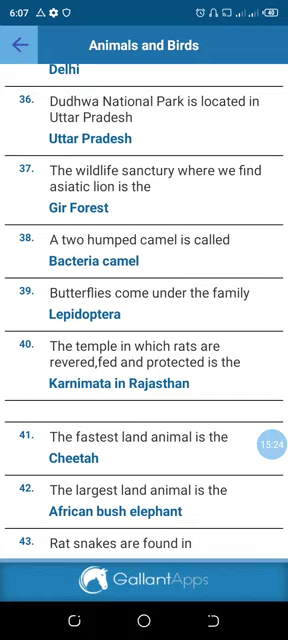 6:07
40
Animals and Birds
Delhi
36. Dudhwa National Park is located in
Uttar Pradesh
Uttar Pradesh
37. The wildlife sanctury where we find
asiatic lion is the
Gir Forest
38. A two humped camel is called
Bacteria camel
39. Butterflies come under the family
Lepidoptera
40. The temple in which rats are
revered,fed and protected is the
Karnimata in Rajasthan
41. The fastest land animal is the
Cheetah
15:24
42. The largest land animal is the
African bush elephant
43. Rat snakes are found in
GallantApps